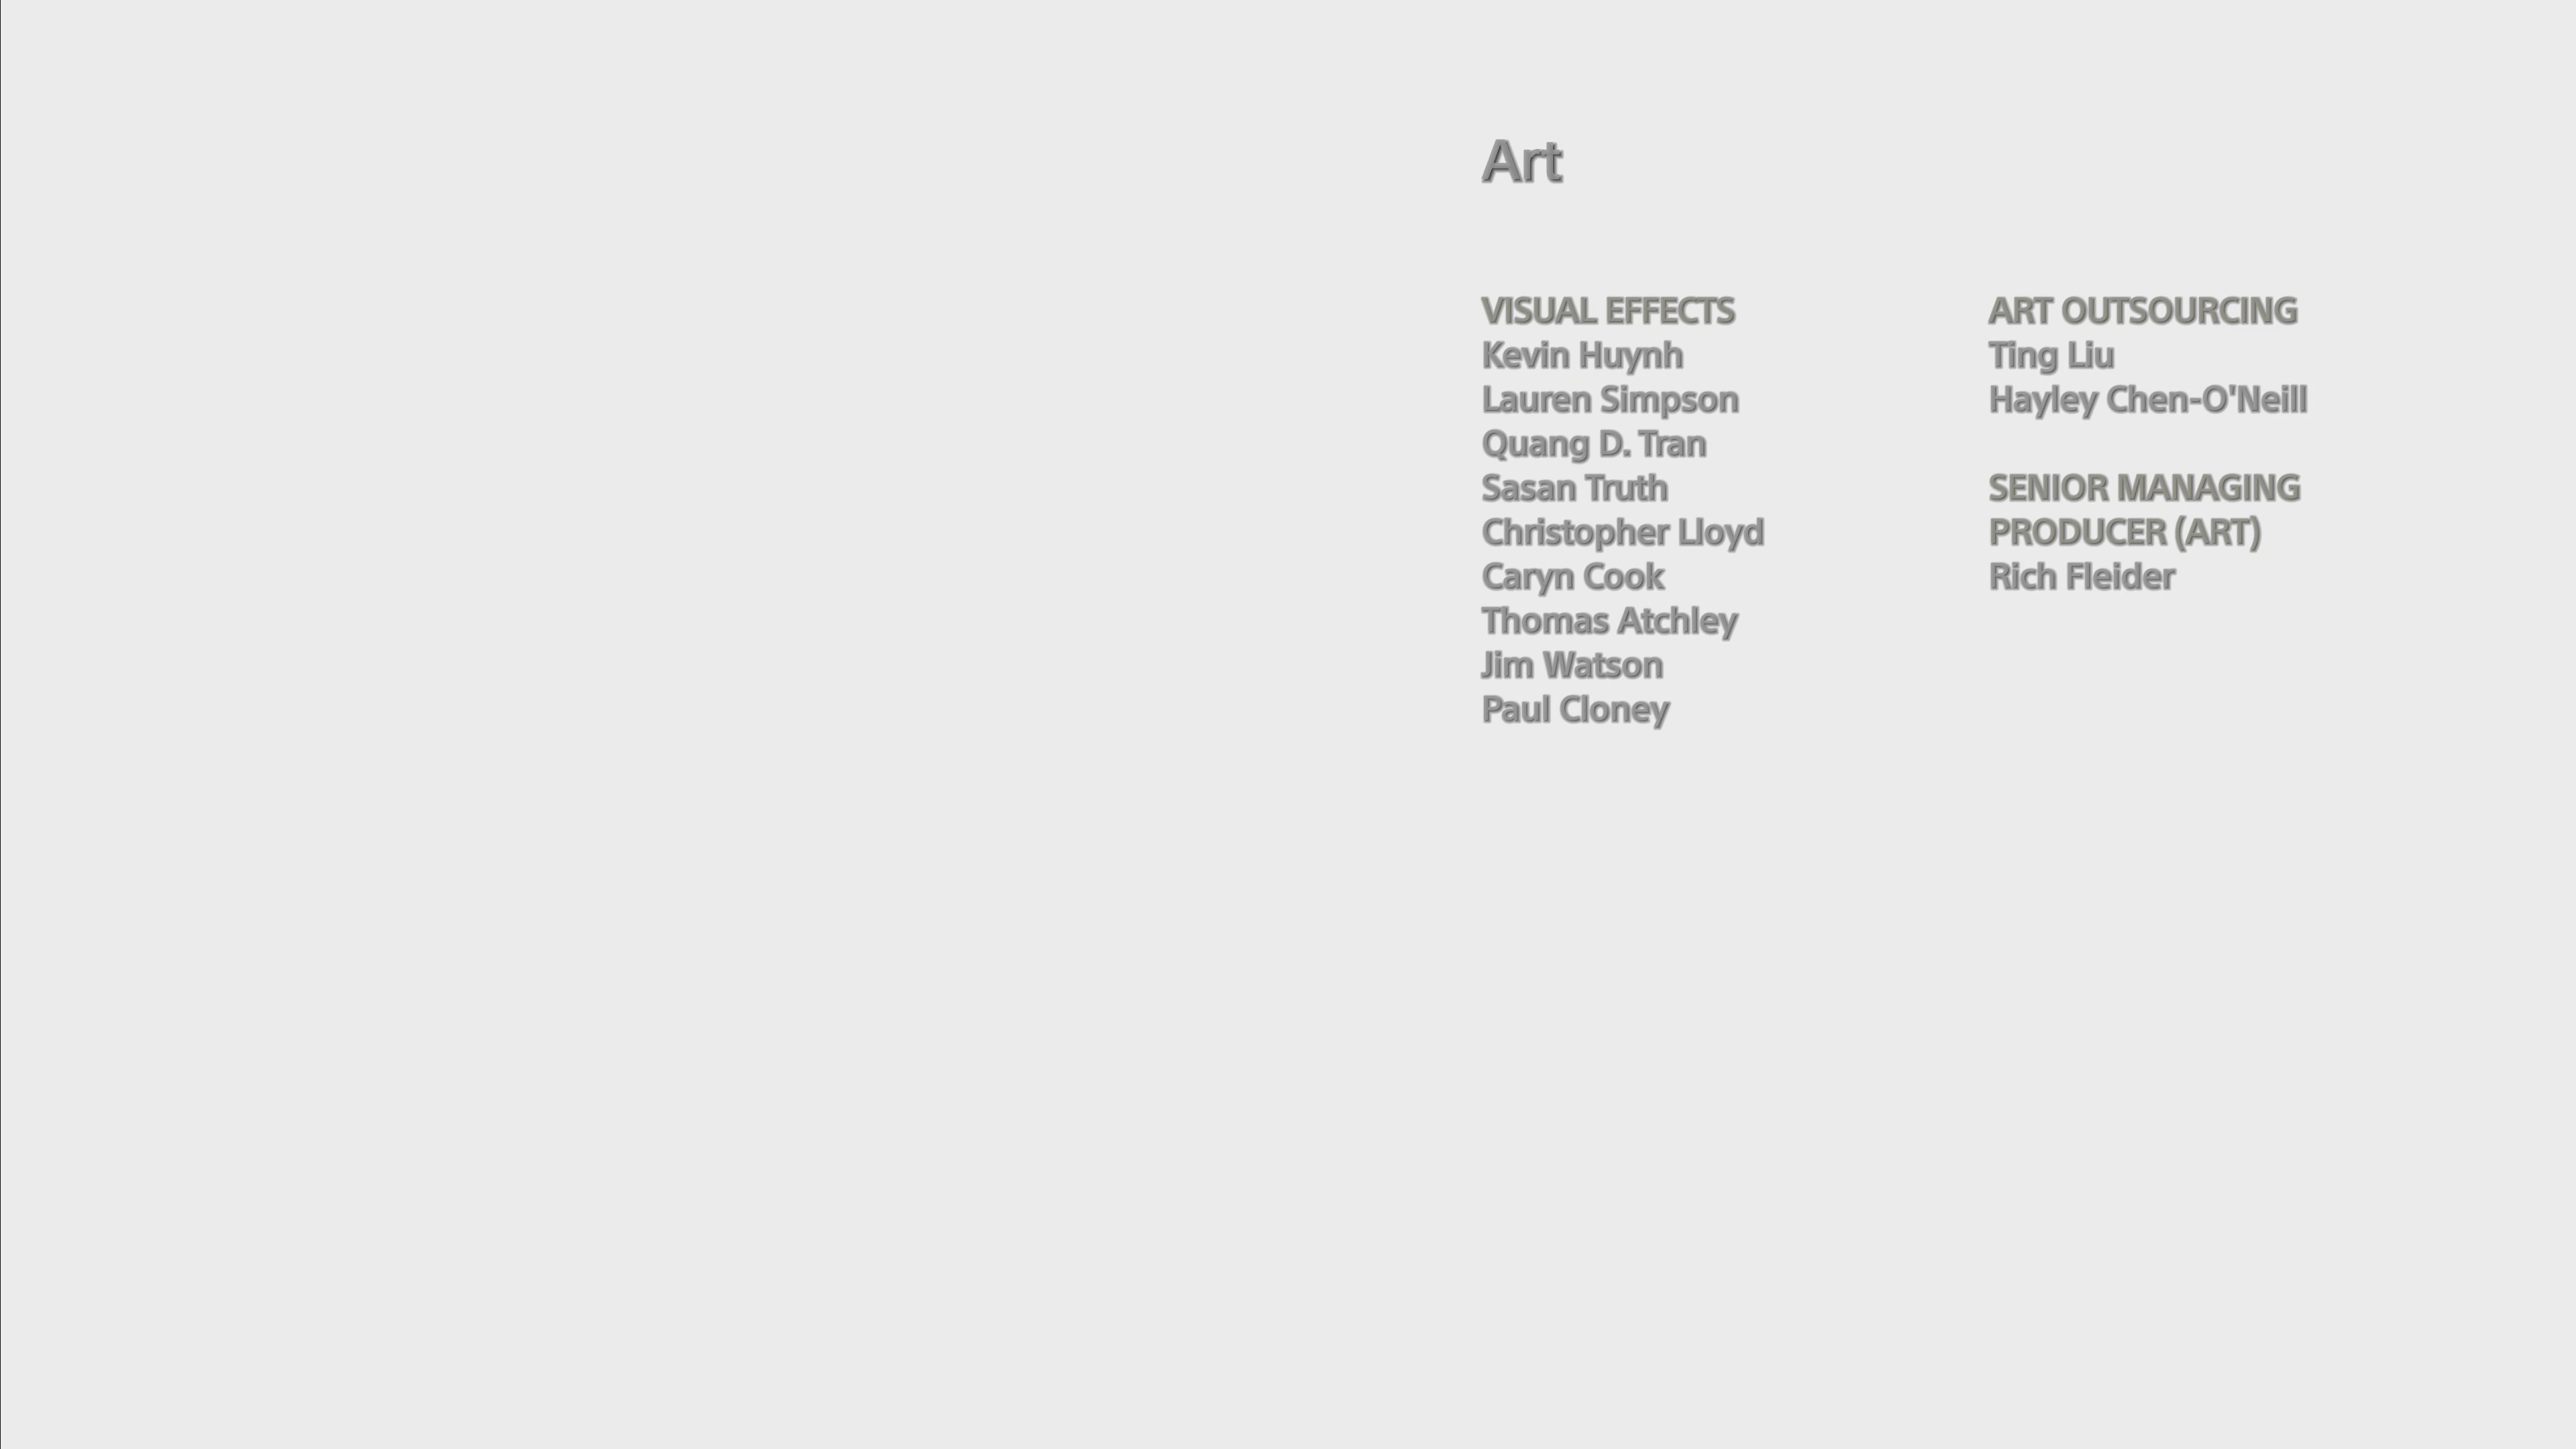 Art
VISUAL EFFECTS
Kevin Huynh
Lauren Simpson
Quang D. Tran
Sasan Truth
Christopher Lloyd
Caryn Cook
Thomas Atchley
Jim Watson
Paul Cloney
ART OUTSOURCING
Ting Liu
Hayley Chen-O'Neill
SENIOR MANAGING
PRODUCER (ART)
Rich Fleider